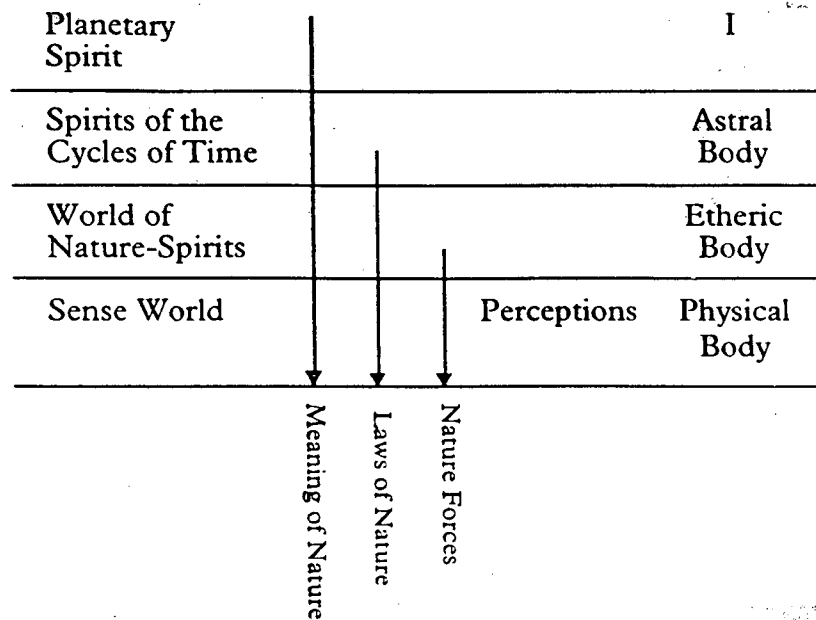 Planetary
Spirit
I
Spirits of the
Cycles of Time
Astral
Body
World of
Nature-Spirits
Etheric
Body
Sense World
Perceptions
Physical
Body
Meaning of Nature
Laws of Nature
Nature Forces